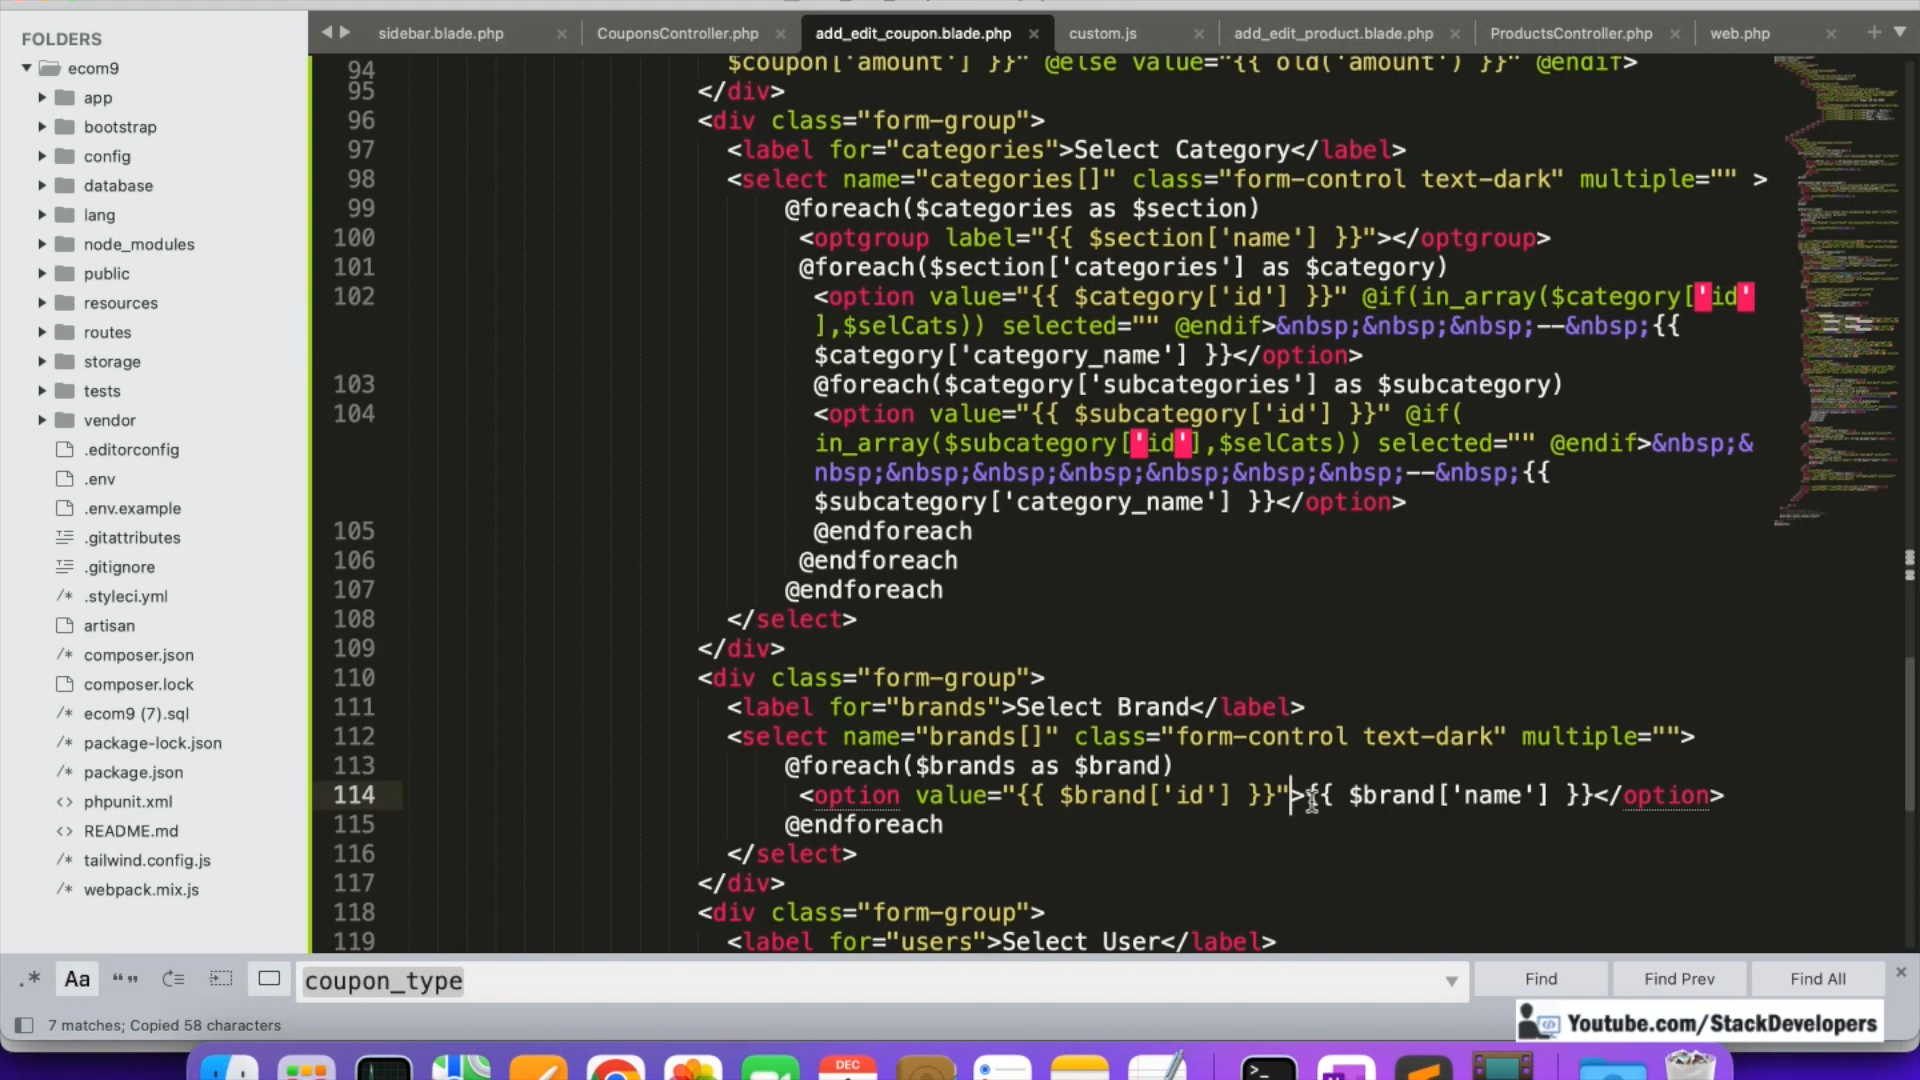 FOLDERS
ecom9
app
bootstrap
config
database
lang
node_modules
public
resources
routes
storage
tests
vendor
.editorconfig
.env
.env.example
.gitattributes
.gitignore
.styleci.yml
artisan
composer.json
composer.lock
ecom9 (7).sql
package-lock.json
package.json
phpunit.xml
README.md
tailwind.config.js
webpack.mix.js
sidebar.blade.php
CouponsController.php
add_edit_coupon.blade.php
custom.js
add_edit_product.blade.php
ProductsController.php
web.php
94 $coupon['amount'] }}" @else value="{{ old('amount') }}" @endif>
95 </div>
96 <div class="form-group">
97 <label for="categories">Select Category</label>
98 <select name="categories[]" class="form-control text-dark" multiple="" >
99 @foreach($categories as $section)
100 <optgroup label="{{ $section['name'] }}"></optgroup>
101 @foreach($section['categories'] as $category)
102 <option value="{{ $category['id'] }}" @if(in_array($category['id'
],$selCats)) selected="" @endif>&nbsp;&nbsp;&nbsp;--&nbsp;{{
$category['category_name'] }}</option>
103 @foreach($category['subcategories'] as $subcategory)
104 <option value="{{ $subcategory['id'] }}" @if(
in_array($subcategory['id'],$selCats)) selected="" @endif>&nbsp;&
nbsp;&nbsp;&nbsp;&nbsp;&nbsp;&nbsp;--&nbsp;{{
$subcategory['category_name'] }}</option>
105 @endforeach
106 @endforeach
107 @endforeach
108 </select>
109 </div>
110 <div class="form-group">
111 <label for="brands">Select Brand</label>
112 <select name="brands[]" class="form-control text-dark" multiple="">
113 @foreach($brands as $brand)
114 <option value="{{ $brand['id'] }}">{{ $brand['name'] }}</option>
115 @endforeach
116 </select>
117 </div>
118 <div class="form-group">
119 <label for="users">Select User</label>
.* Aa “” coupon_type Find Find Prev Find All
7 matches; Copied 58 characters
Youtube.com/StackDevelopers
DEC